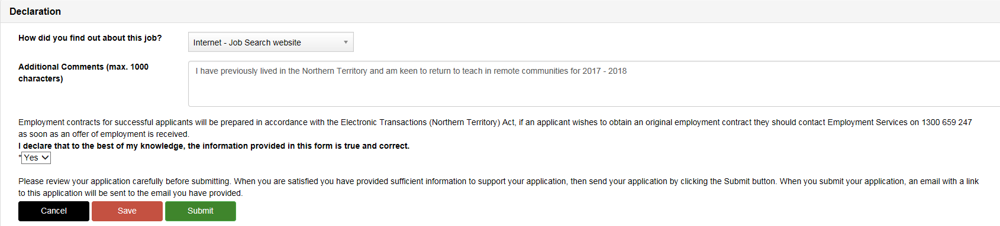 Declaration
How did you find out about this job?
Internet - Job Search website
Additional Comments (max. 1000
characters)
I have previously lived in the Northern Territory and am keen to return to teach in remote communities for 2017 - 2018
Employment contracts for successful applicants will be prepared in accordance with the Electronic Transactions (Northern Territory) Act, if an applicant wishes to obtain an original employment contract they should contact Employment Services on 1300 659 247
as soon as an offer of employment is received.
I declare that to the best of my knowledge, the information provided in this form is true and correct.
*Yes
Please review your application carefully before submitting. When you are satisfied you have provided sufficient information to support your application, then send your application by clicking the Submit button. When you submit your application, an email with a link
to this application will be sent to the email you have provided.
Cancel Save Submit